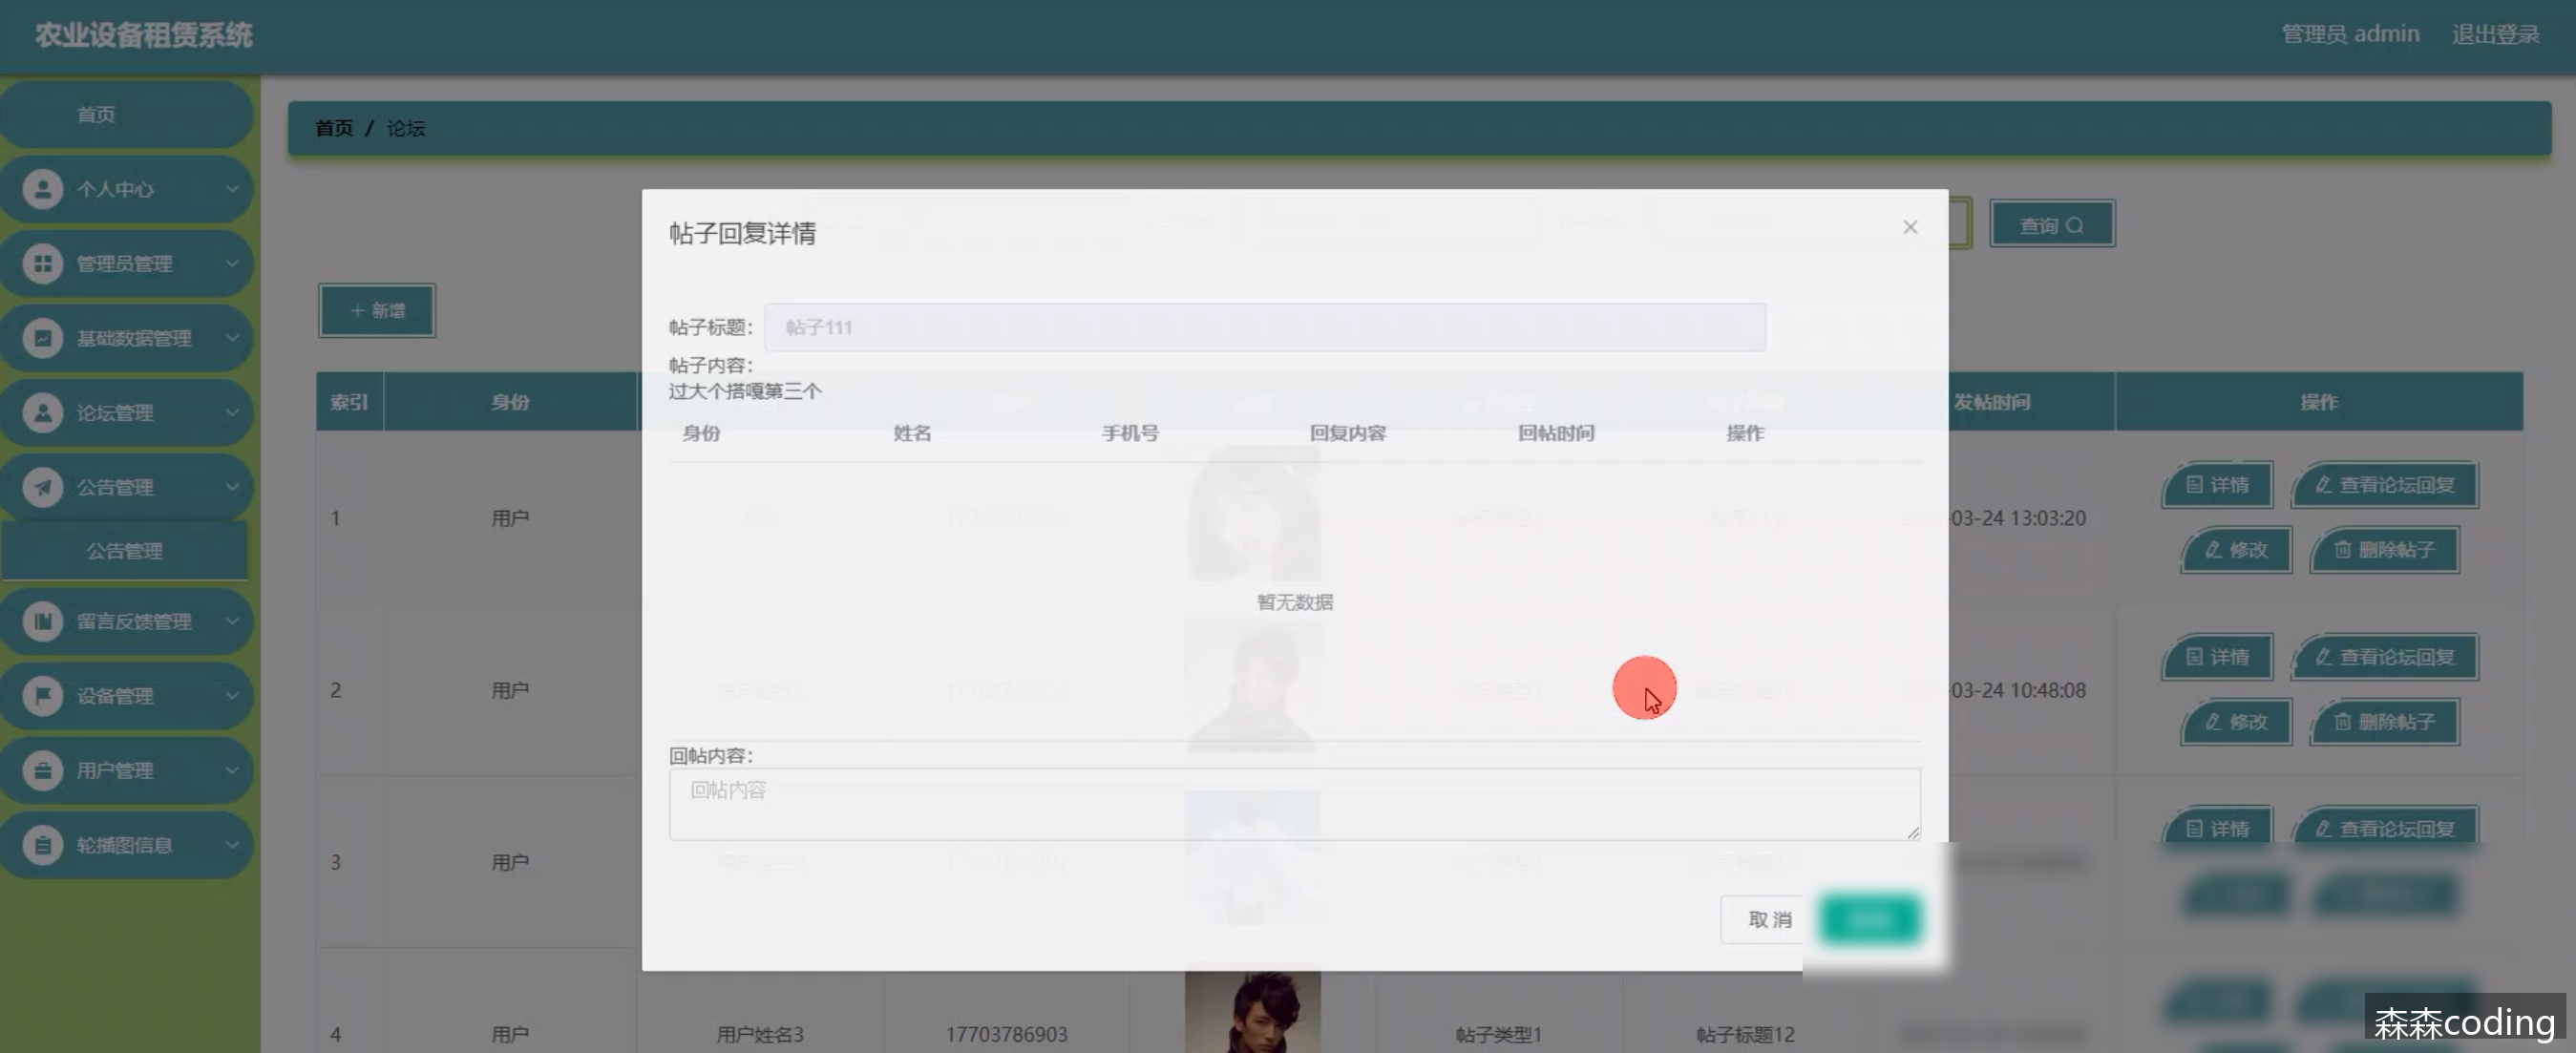 农业设备租赁系统
管理员 admin
退出登录
首页
首页 / 论坛
个人中心
管理员管理
基础数据管理
论坛管理
公告管理
公告管理
留言反馈管理
设备管理
用户管理
轮播图信息
查询
+ 新增
索引 身份 发帖时间 操作
1 用户 03-24 13:03:20
详情 查看论坛回复
修改 删除帖子
2 用户 03-24 10:48:08
详情 查看论坛回复
修改 删除帖子
3 用户
详情 查看论坛回复
4 用户 用户姓名3 17703786903 帖子类型1 帖子标题12
帖子回复详情
帖子标题: 帖子111
帖子内容:
过大个搭嘎第三个
身份 姓名 手机号 回复内容 回帖时间 操作
暂无数据
回帖内容:
回帖内容
取 消
森森coding